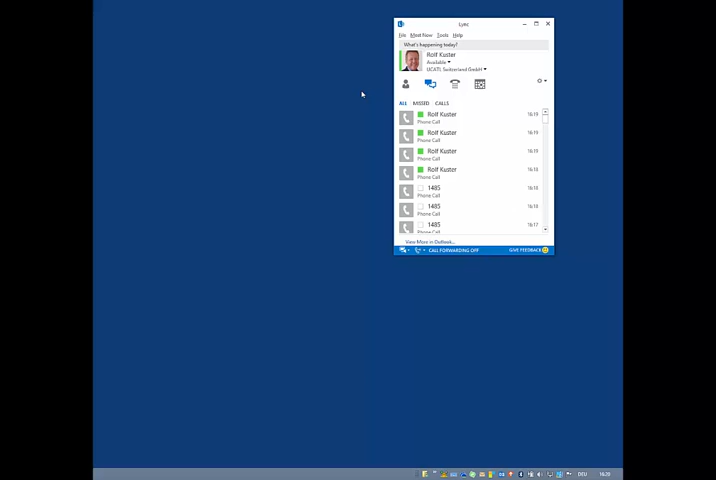 Lync
File Meet Now Tools Help
What's happening today?
Rolf Kuster
Available
UCATI, Switzerland GmbH
ALL MISSED CALLS
Rolf Kuster 16:19
Phone Call
Rolf Kuster 16:19
Phone Call
Rolf Kuster 16:19
Phone Call
Rolf Kuster 16:18
Phone Call
1485 16:18
Phone Call
1485 16:18
Phone Call
1485 16:17
Phone Call
View More in Outlook...
CALL FORWARDING OFF GIVE FEEDBACK
DEU 16:20